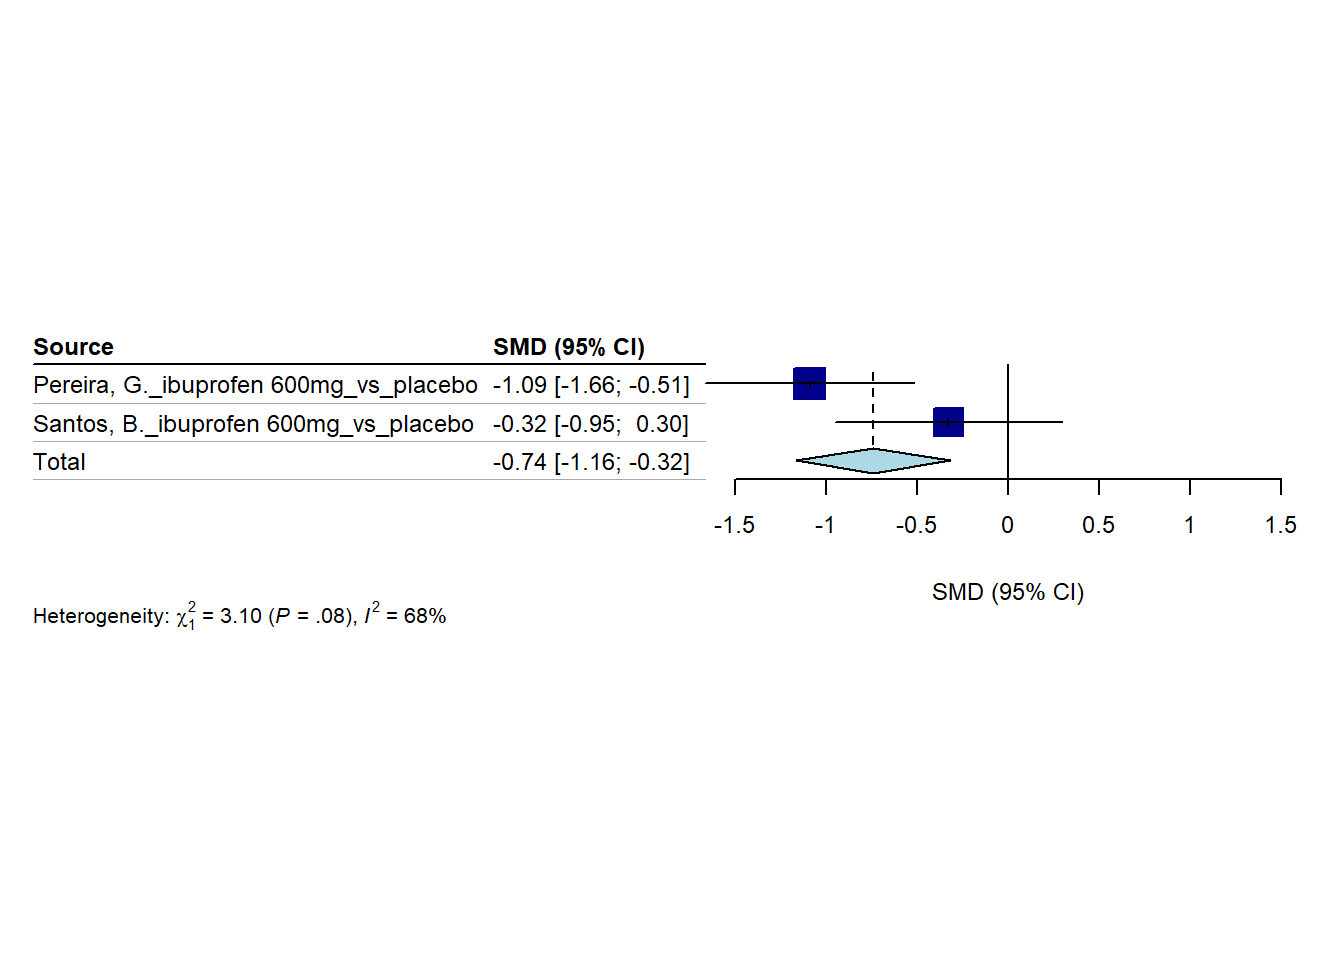 Source SMD (95% CI)
Pereira, G._ibuprofen 600mg_vs_placebo -1.09 [-1.66; -0.51]
Santos, B._ibuprofen 600mg_vs_placebo -0.32 [-0.95;  0.30]
Total -0.74 [-1.16; -0.32]
-1.5 -1 -0.5 0 0.5 1 1.5
SMD (95% CI)
Heterogeneity: χ²₁ = 3.10 (P = .08), I² = 68%